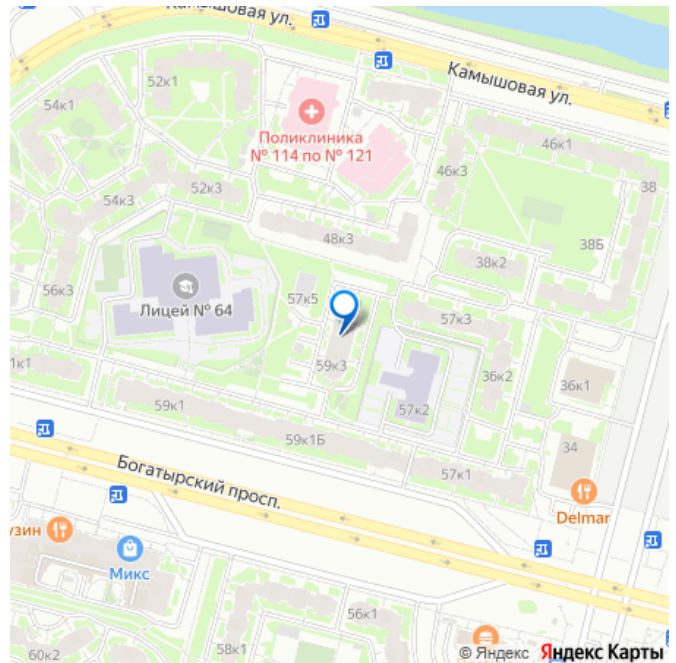 Камышовая ул.
52к1
Камышовая ул.
54к1
Поликлиника
№ 114 по № 121
46к1
46к3
38
52к3
54к3
48к3
38Б
38к2
56к3
57к5
Лицей № 64
57к3
1к1
59к3
36к2
36к1
59к1
57к2
59к1Б
34
57к1
Богатырский просп.
Delmar
узин
Микс
56к1
58к1
60к2
© Яндекс Яндекс Карты